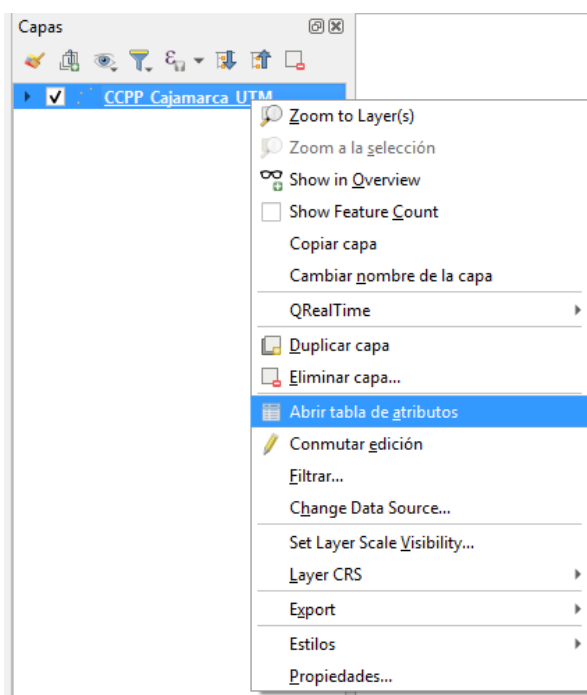 Capas
CCPP_Cajamarca_UTM
Zoom to Layer(s)
Zoom a la selección
Show in Overview
Show Feature Count
Copiar capa
Cambiar nombre de la capa
QRealTime
Duplicar capa
Eliminar capa...
Abrir tabla de atributos
Conmutar edición
Filtrar...
Change Data Source...
Set Layer Scale Visibility...
Layer CRS
Export
Estilos
Propiedades...